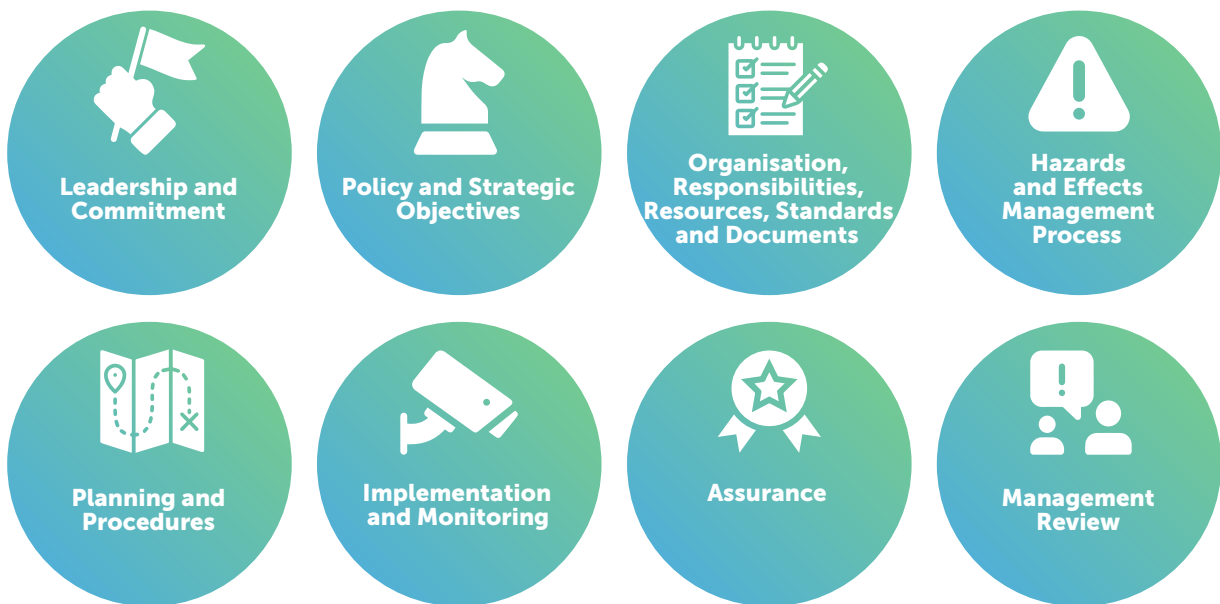 Leadership and
Commitment
Policy and Strategic
Objectives
Organisation,
Responsibilities,
Resources, Standards
and Documents
Hazards
and Effects
Management
Process
Planning and
Procedures
Implementation
and Monitoring
Assurance
Management
Review